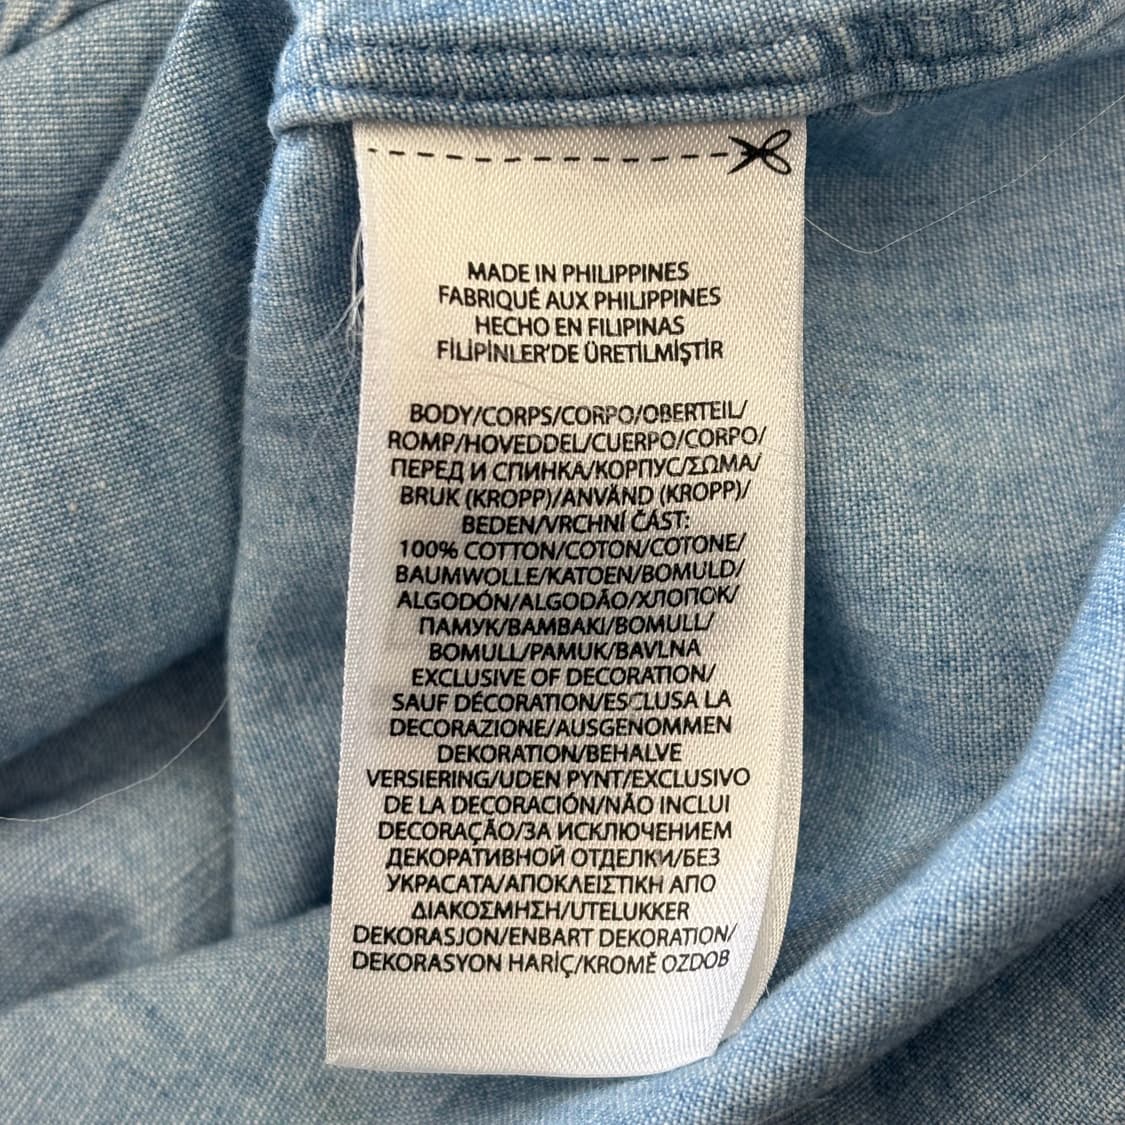 MADE IN PHILIPPINES
FABRIQUÉ AUX PHILIPPINES
HECHO EN FILIPINAS
FİLİPİNLER'DE ÜRETİLMİŞTİR
BODY/CORPS/CORPO/OBERTEIL/
ROMP/HOVEDDEL/CUERPO/CORPO/
ПЕРЕД И СПИНКА/КОРПУС/ΣΩΜΑ/
BRUK (KROPP)/ANVÄND (KROPP)/
BEDEN/VRCHNÍ ČÁST:
100% COTTON/COTON/COTONE/
BAUMWOLLE/KATOEN/BOMULD/
ALGODÓN/ALGODÃO/ХЛОПОК/
ПАМУК/ΒΑΜΒΑΚΙ/BOMULL/
BOMULL/PAMUK/BAVLNA
EXCLUSIVE OF DECORATION/
SAUF DÉCORATION/ESCLUSA LA
DECORAZIONE/AUSGENOMMEN
DEKORATION/BEHALVE
VERSIERING/UDEN PYNT/EXCLUSIVO
DE LA DECORACIÓN/NÃO INCLUI
DECORAÇÃO/ЗА ИСКЛЮЧЕНИЕМ
ДЕКОРАТИВНОЙ ОТДЕЛКИ/БЕЗ
УКРАСАТА/ΑΠΟΚΛΕΙΣΤΙΚΗ ΑΠΟ
ΔΙΑΚΟΣΜΗΣΗ/UTELUKKER
DEKORASJON/ENBART DEKORATION/
DEKORASYON HARİÇ/KROMĚ OZDOB